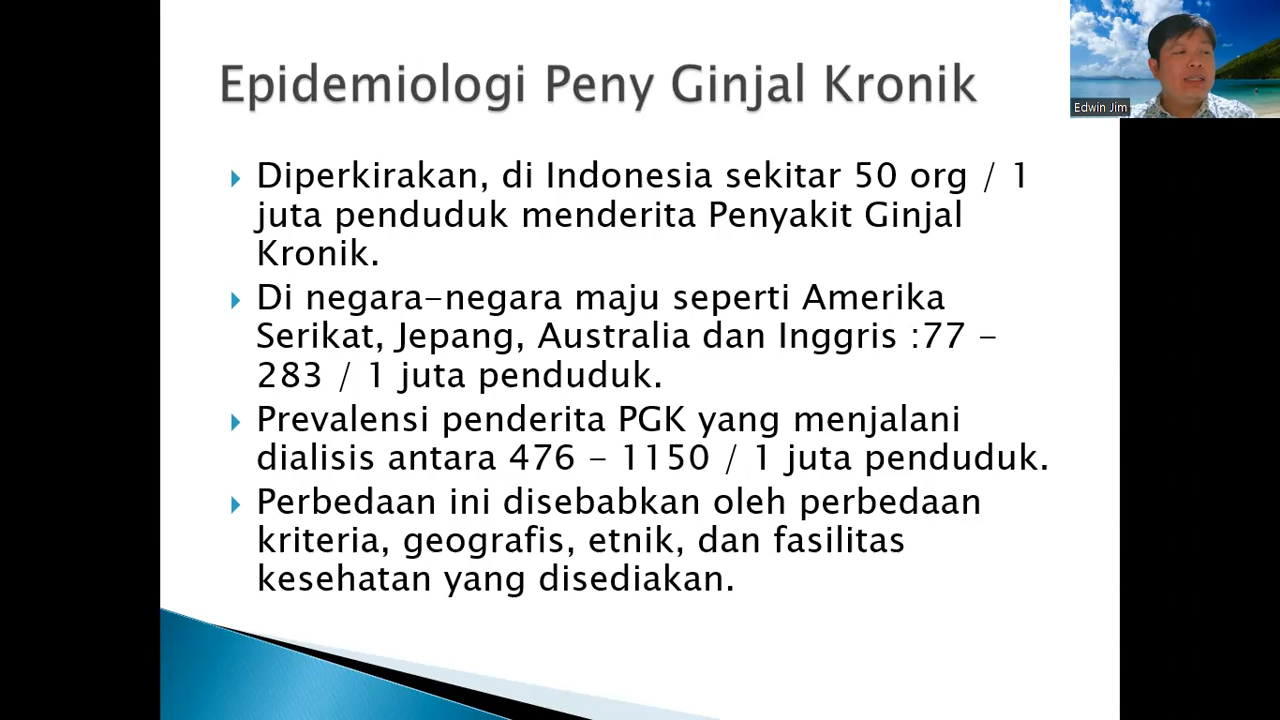 Epidemiologi Peny Ginjal Kronik
Edwin Jim
Diperkirakan, di Indonesia sekitar 50 org / 1
juta penduduk menderita Penyakit Ginjal
Kronik.
Di negara-negara maju seperti Amerika
Serikat, Jepang, Australia dan Inggris :77 -
283 / 1 juta penduduk.
Prevalensi penderita PGK yang menjalani
dialisis antara 476 - 1150 / 1 juta penduduk.
Perbedaan ini disebabkan oleh perbedaan
kriteria, geografis, etnik, dan fasilitas
kesehatan yang disediakan.